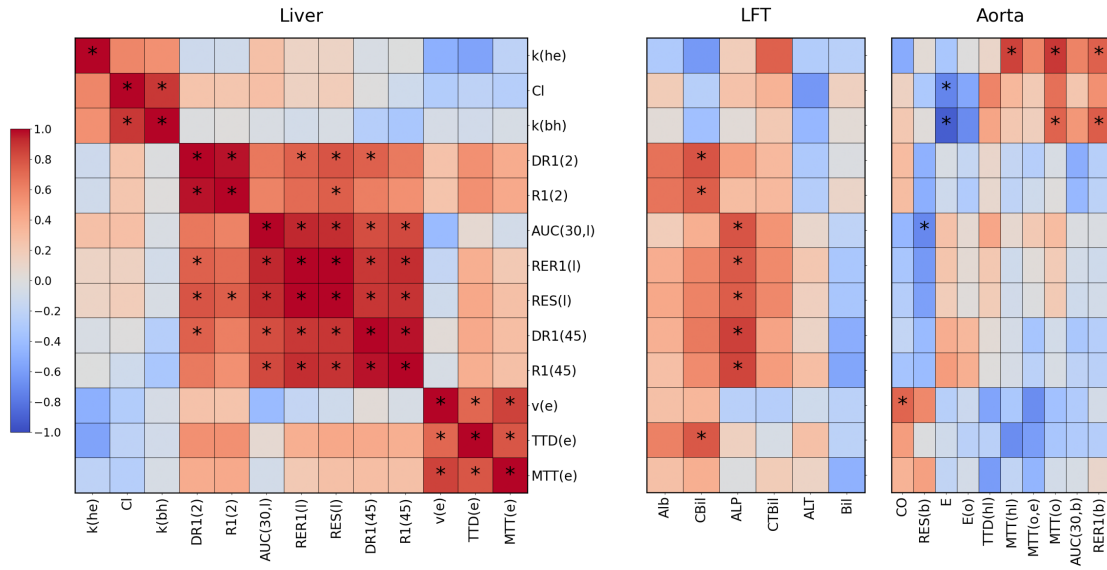 Liver
LFT
Aorta
k(he)
Cl
k(bh)
DR1(2)
R1(2)
AUC(30,l)
RER1(l)
RES(l)
DR1(45)
R1(45)
v(e)
TTD(e)
MTT(e)
1.0
0.8
0.6
0.4
0.2
0.0
−0.2
−0.4
−0.6
−0.8
−1.0
k(he)
Cl
k(bh)
DR1(2)
R1(2)
AUC(30,l)
RER1(l)
RES(l)
DR1(45)
R1(45)
v(e)
TTD(e)
MTT(e)
Alb
CBil
ALP
CTBil
ALT
Bil
CO
RES(b)
E
E(o)
TTD(hl)
MTT(hl)
MTT(o,e)
MTT(o)
AUC(30,b)
RER1(b)